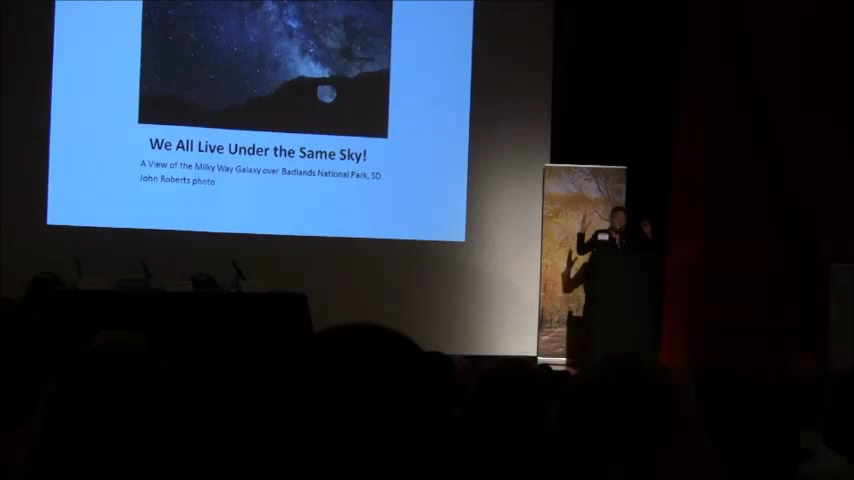 We All Live Under the Same Sky!
A View of the Milky Way Galaxy over Badlands National Park, SD
John Roberts photo